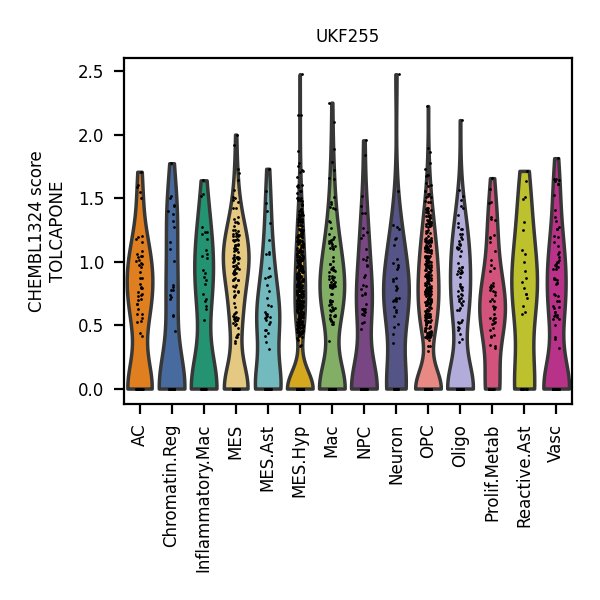 UKF255
CHEMBL1324 score
TOLCAPONE
2.5
2.0
1.5
1.0
0.5
0.0
AC
Chromatin.Reg
Inflammatory.Mac
MES
MES.Ast
MES.Hyp
Mac
NPC
Neuron
OPC
Oligo
Prolif.Metab
Reactive.Ast
Vasc